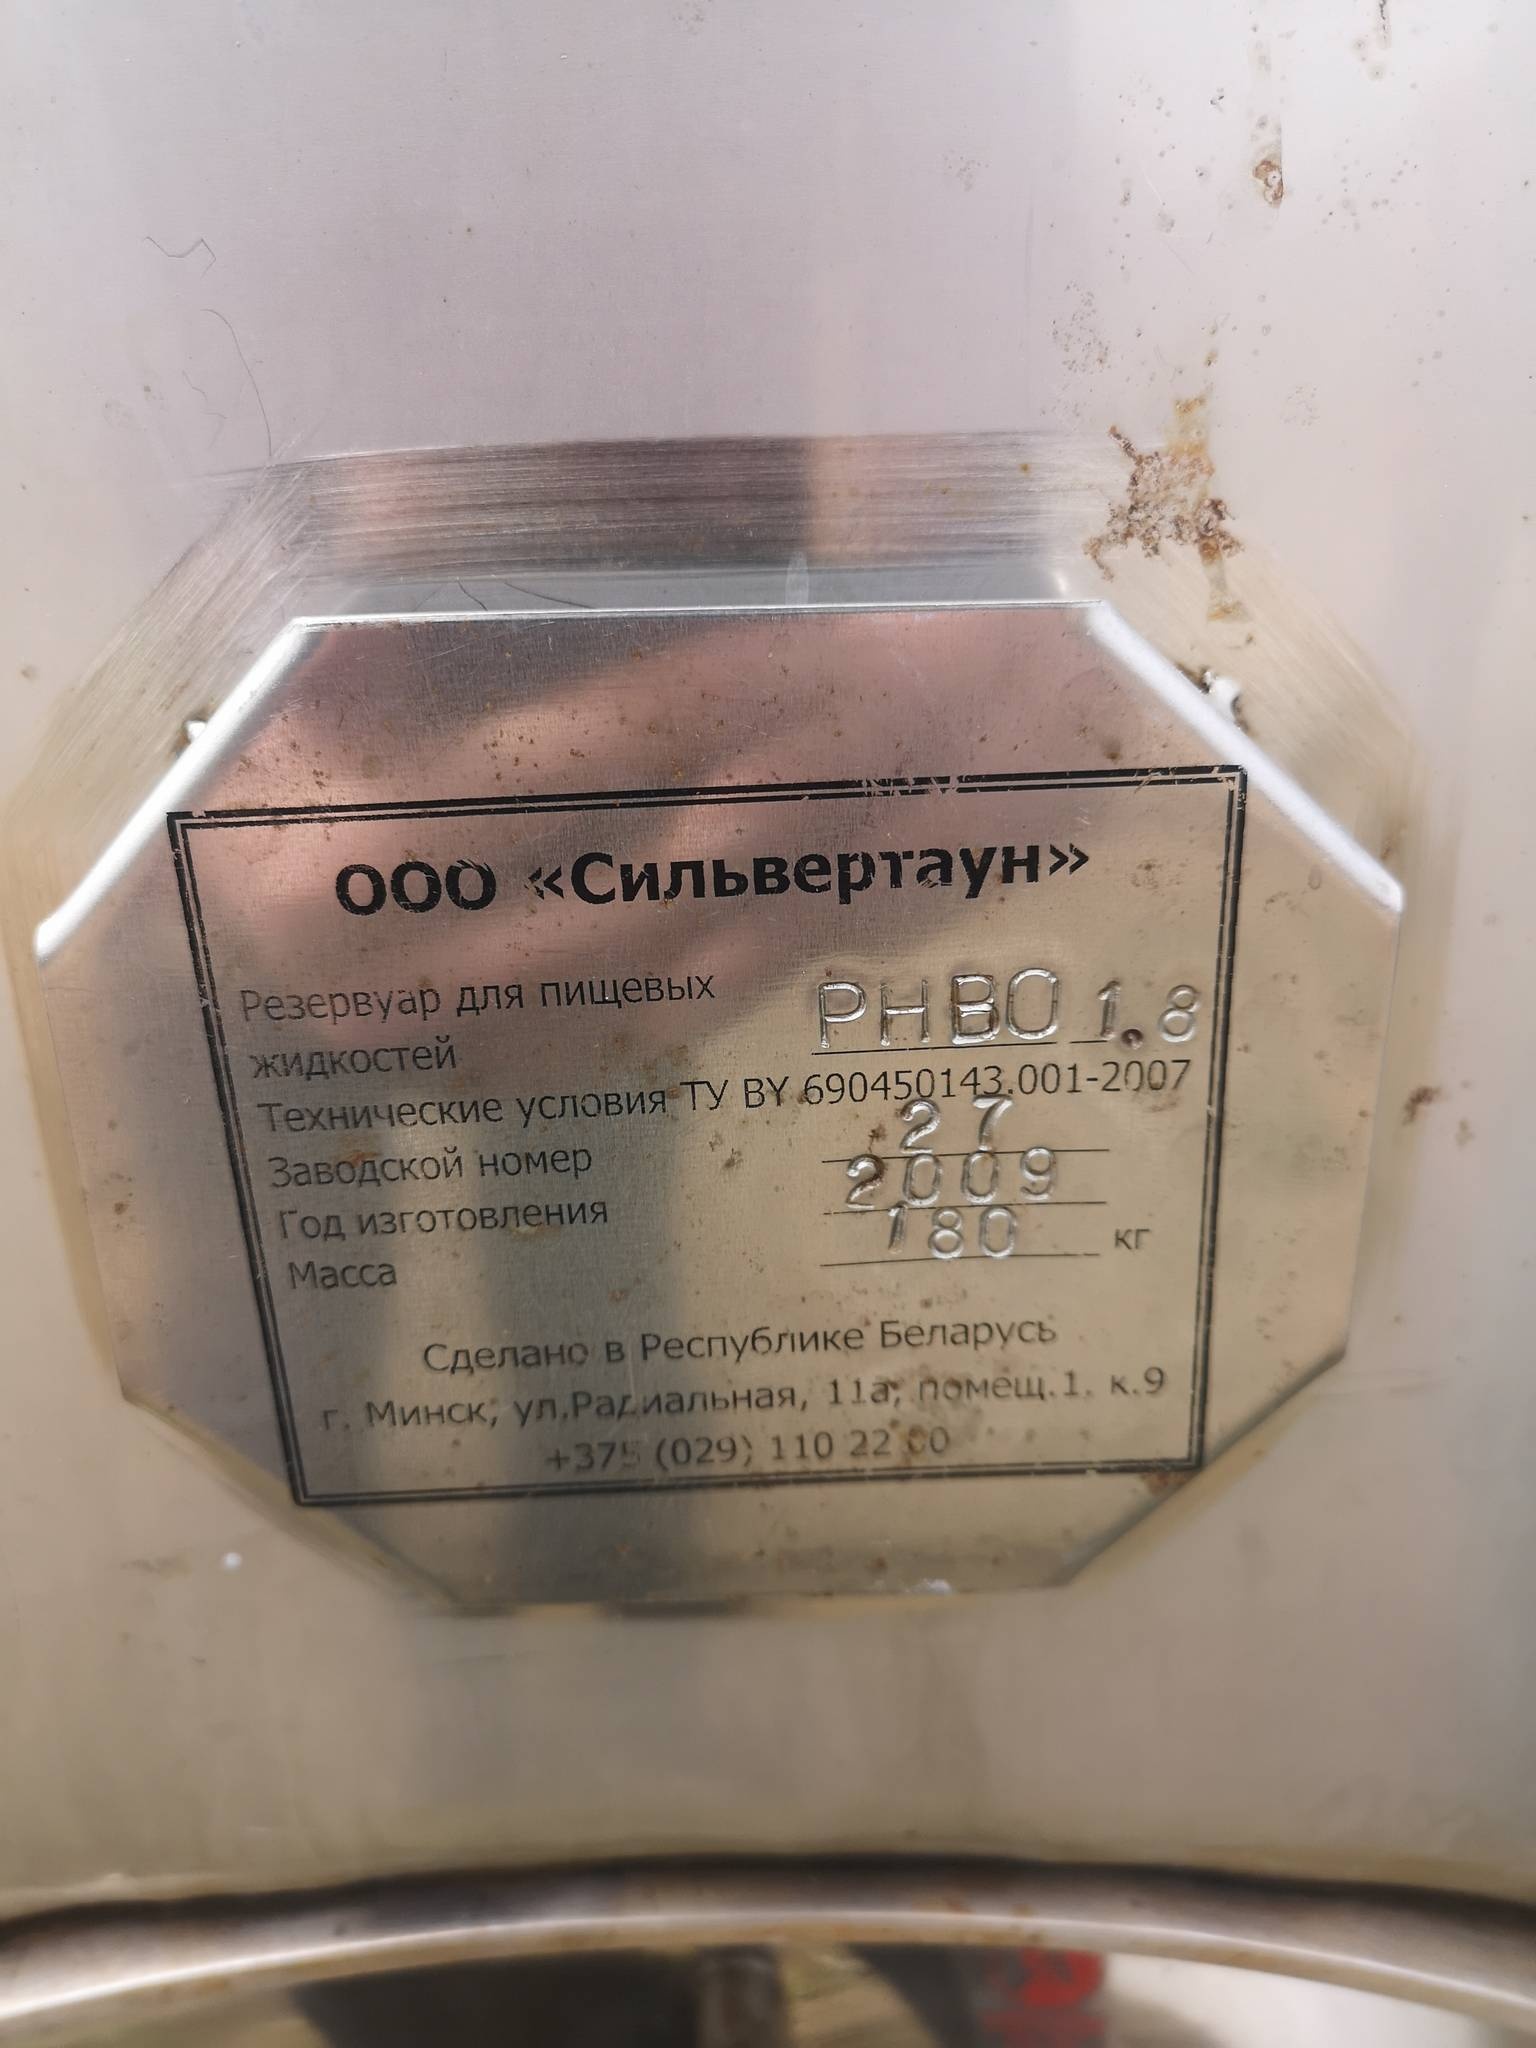 ООО «Сильвертаун»
Резервуар для пищевых РНВО 1.8
жидкостей
Технические условия ТУ BY 690450143.001-2007
Заводской номер 27
Год изготовления 2009
Масса 180 кг
Сделано в Республике Беларусь
г. Минск, ул.Радиальная, 11а, помещ.1. к.9
+375 (029) 110 22 00